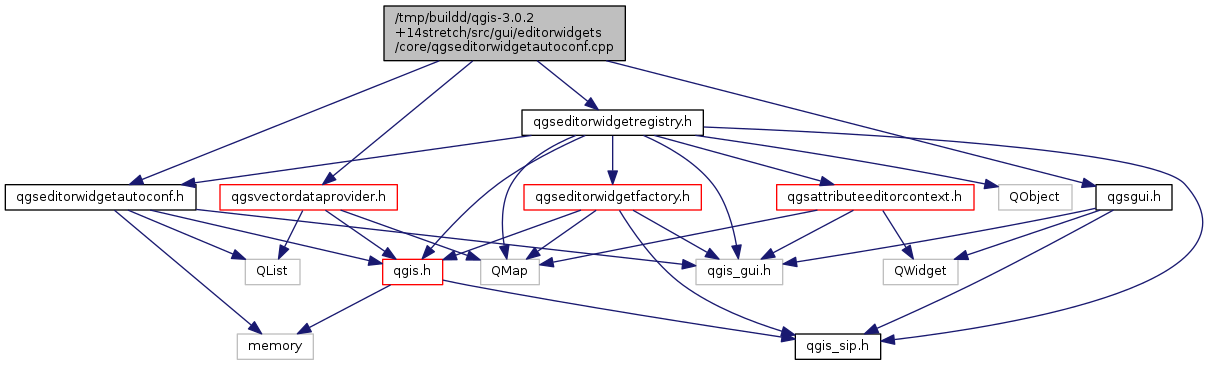 /tmp/buildd/qgis-3.0.2
+14stretch/src/gui/editorwidgets
/core/qgseditorwidgetautoconf.cpp
qgseditorwidgetregistry.h
qgseditorwidgetautoconf.h
qgsvectordataprovider.h
qgseditorwidgetfactory.h
qgsattributeeditorcontext.h
QObject
qgsgui.h
QList
qgis.h
QMap
qgis_gui.h
QWidget
memory
qgis_sip.h